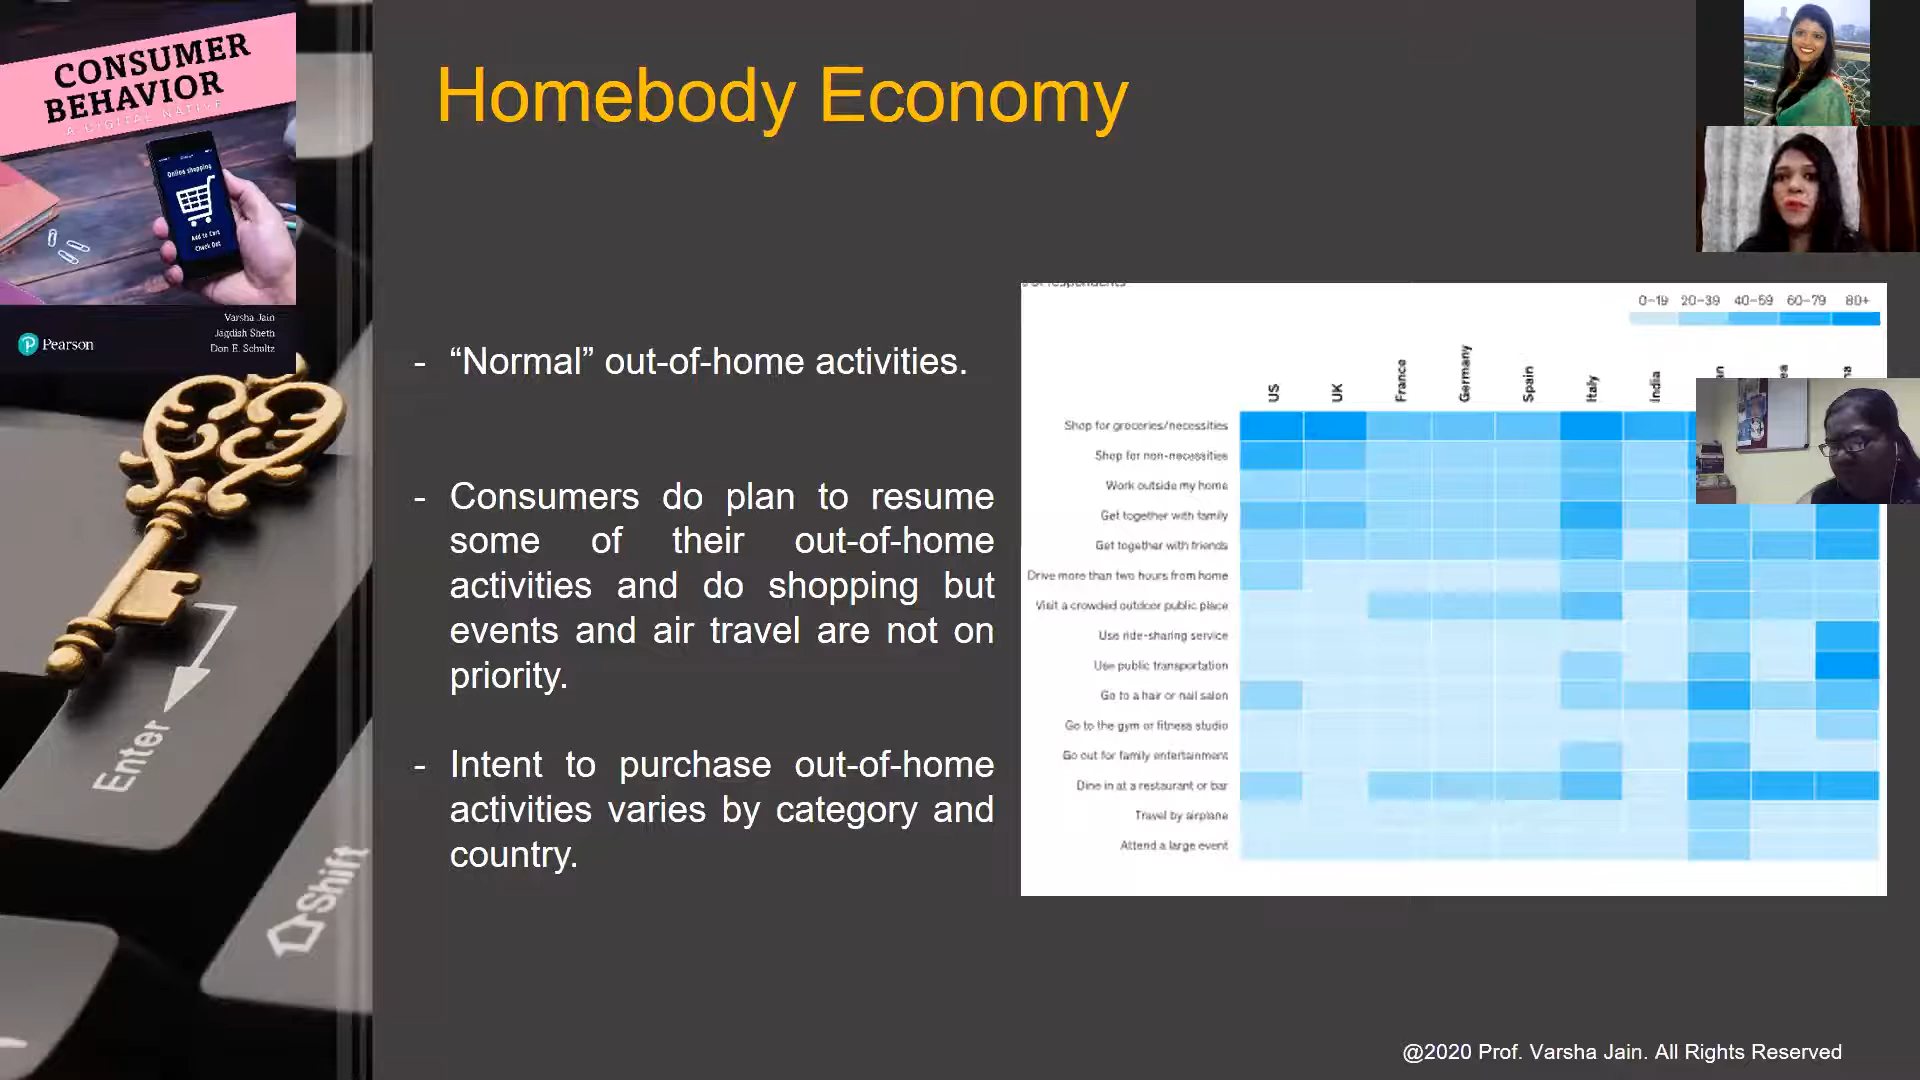 CONSUMER
BEHAVIOR
A DIGITAL NATIVE
Online shopping
Add to Cart
Check Out
Varsha Jain
Jagdish Sheth
Don E. Schultz
Pearson
Enter
Shift
Homebody Economy
- “Normal” out-of-home activities.
- Consumers do plan to resume
some of their out-of-home
activities and do shopping but
events and air travel are not on
priority.
- Intent to purchase out-of-home
activities varies by category and
country.
0–19 20–39 40–59 60–79 80+
US UK France Germany Spain Italy India
Shop for groceries/necessities
Shop for non-necessities
Work outside my home
Get together with family
Get together with friends
Drive more than two hours from home
Visit a crowded outdoor public place
Use ride-sharing service
Use public transportation
Go to a hair or nail salon
Go to the gym or fitness studio
Go out for family entertainment
Dine in at a restaurant or bar
Travel by airplane
Attend a large event
@2020 Prof. Varsha Jain. All Rights Reserved